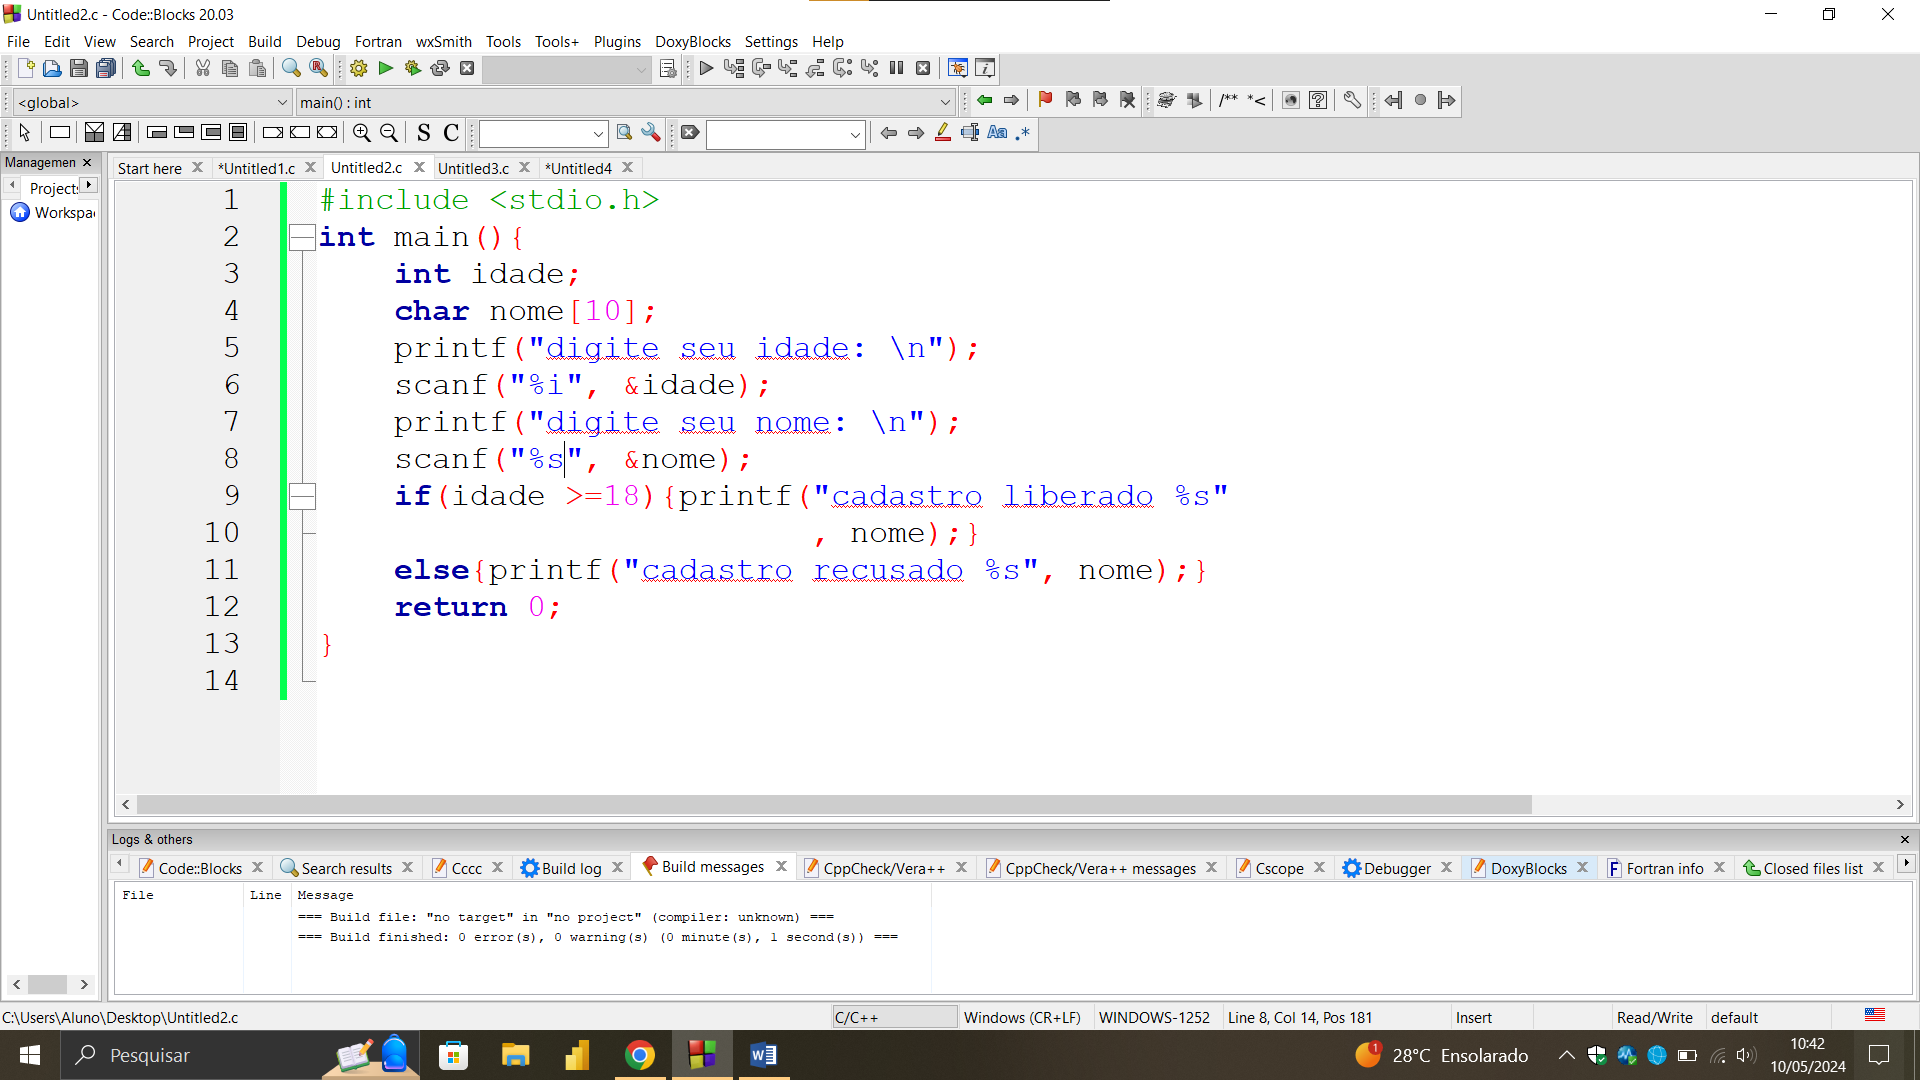 Untitled2.c - Code::Blocks 20.03
File Edit View Search Project Build Debug Fortran wxSmith Tools Tools+ Plugins DoxyBlocks Settings Help
<global> main() : int
/** *<
S C Aa .*
Managemen
Start here *Untitled1.c Untitled2.c Untitled3.c *Untitled4
Projects
Workspa
1 #include <stdio.h>
2 int main(){
3 int idade;
4 char nome[10];
5 printf("digite seu idade: \n");
6 scanf("%i", &idade);
7 printf("digite seu nome: \n");
8 scanf("%s", &nome);
9 if(idade >=18){printf("cadastro liberado %s"
10 , nome);}
11 else{printf("cadastro recusado %s", nome);}
12 return 0;
13 }
14
Logs & others
Code::Blocks Search results Cccc Build log Build messages CppCheck/Vera++ CppCheck/Vera++ messages Cscope Debugger DoxyBlocks Fortran info Closed files list
File Line Message
=== Build file: "no target" in "no project" (compiler: unknown) ===
=== Build finished: 0 error(s), 0 warning(s) (0 minute(s), 1 second(s)) ===
C:\Users\Aluno\Desktop\Untitled2.c C/C++ Windows (CR+LF) WINDOWS-1252 Line 8, Col 14, Pos 181 Insert Read/Write default
Pesquisar 1 28°C Ensolarado 10:42
10/05/2024